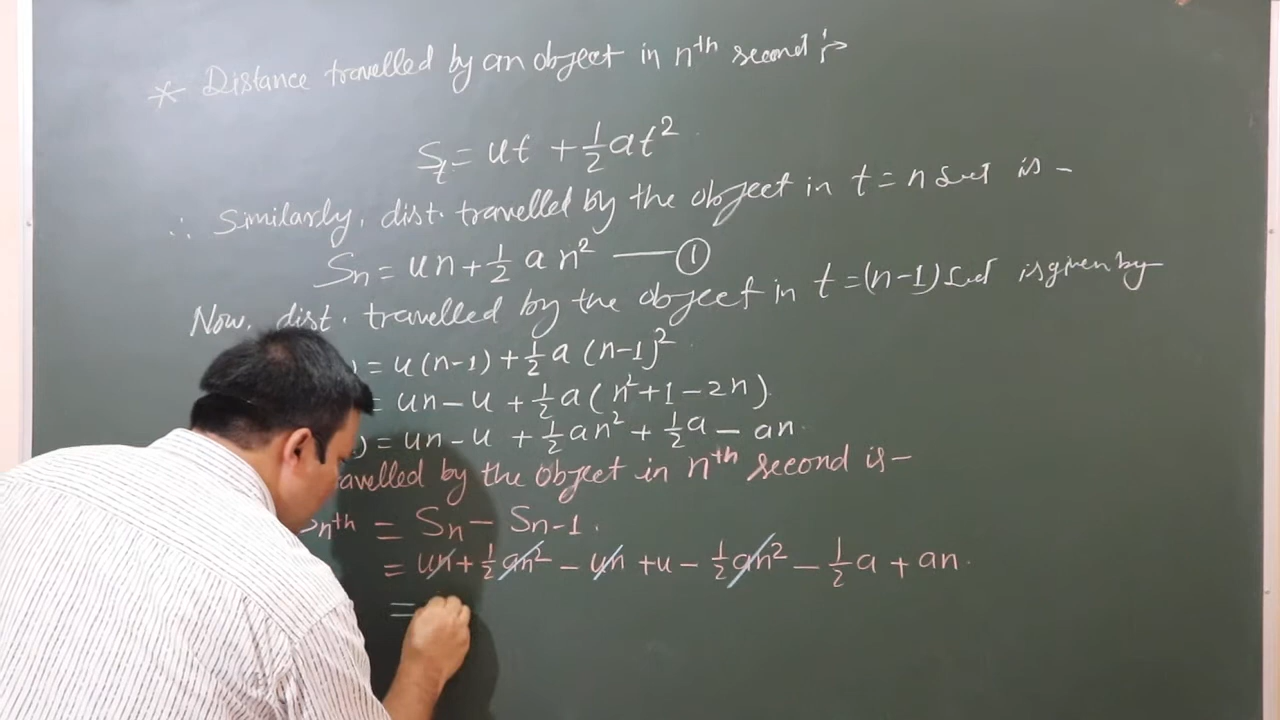 * Distance travelled by an object in nᵗʰ second :-
Sₜ = ut + ½at²
∴ Similarly, dist. travelled by the object in t = n sec is -
Sₙ = un + ½ a n² — ①
Now, dist. travelled by the object in t = (n-1) sec is given by
) = u(n-1) + ½ a (n-1)²
= un - u + ½ a (n² + 1 - 2n)
) = un - u + ½ an² + ½ a - an.
avelled by the object in nᵗʰ second is -
Snᵗʰ = Sₙ - Sₙ₋₁.
= un + ½ an² - un + u - ½ an² - ½ a + an.
=